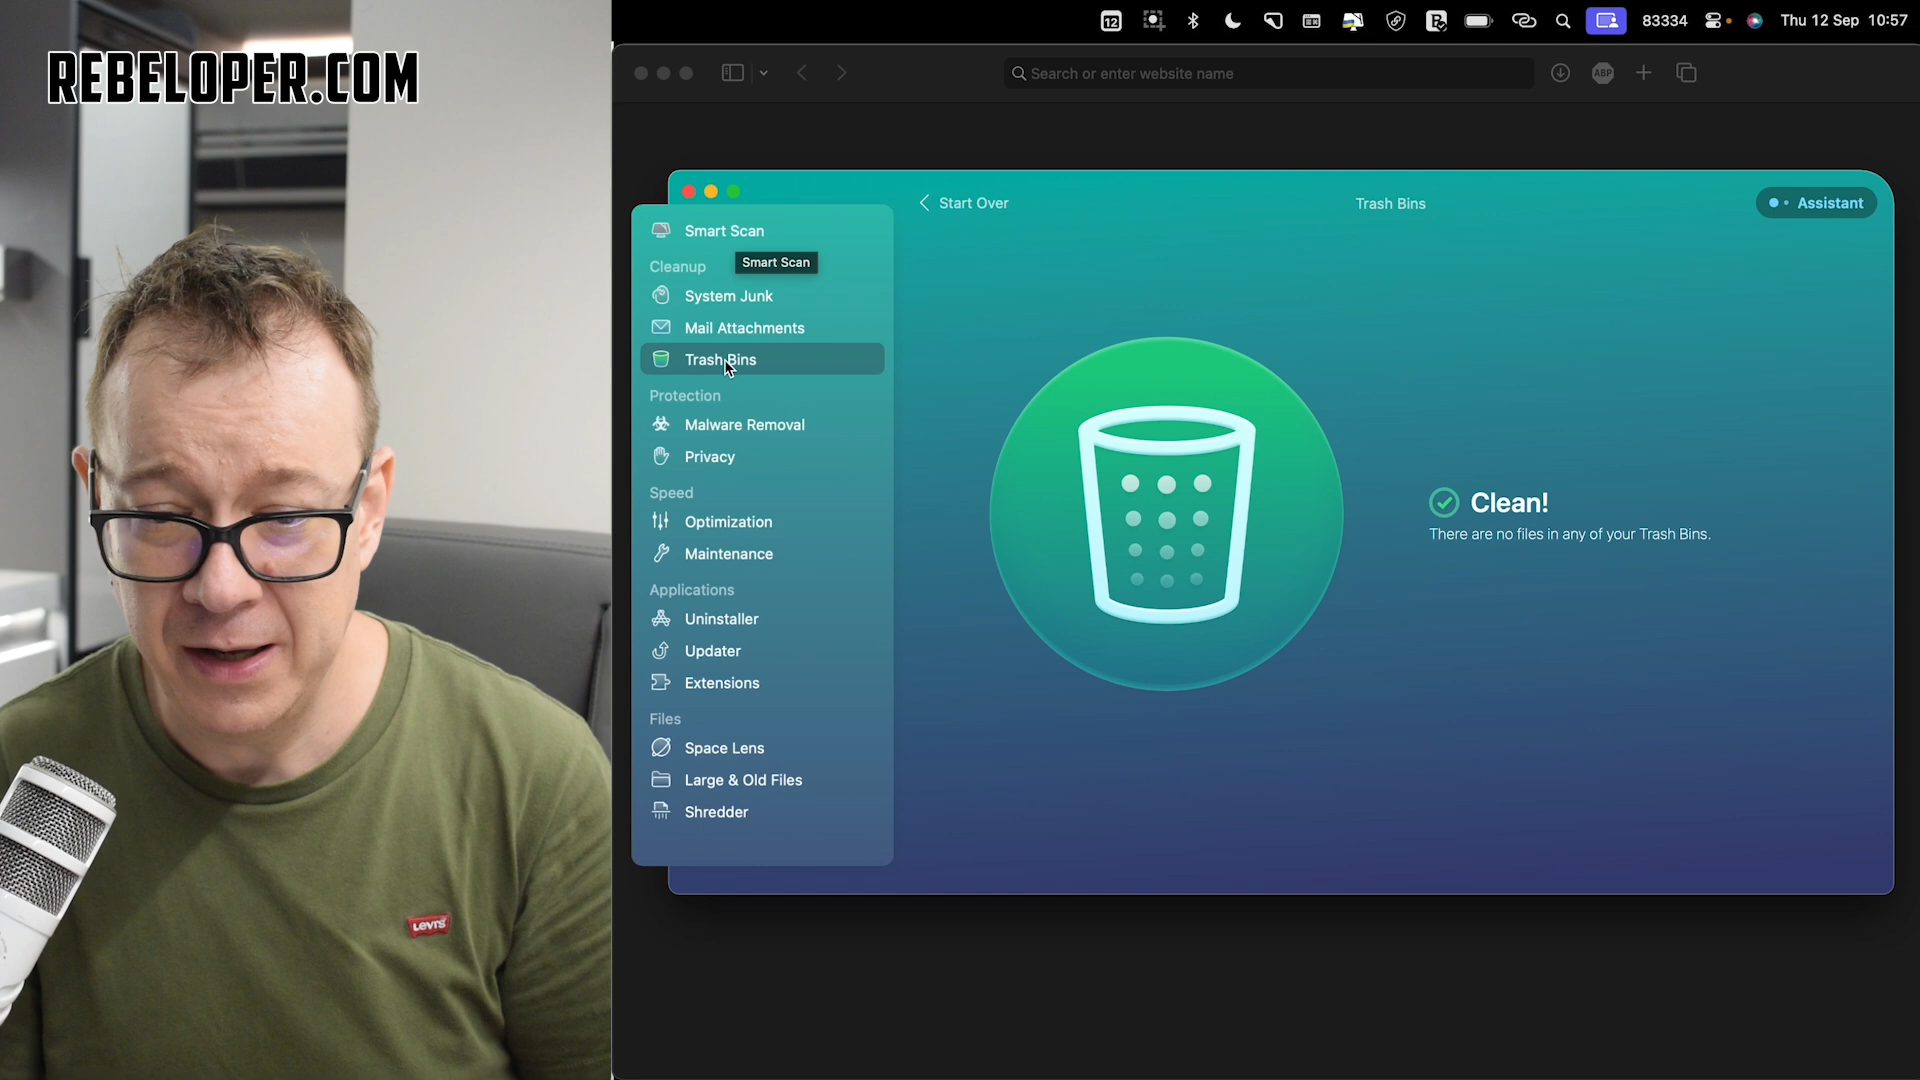 REBELOPER.COM
12
83334
Thu 12 Sep 10:57
Search or enter website name
ABP
Start Over
Trash Bins
Assistant
Smart Scan
Smart Scan
Cleanup
System Junk
Mail Attachments
Trash Bins
Protection
Malware Removal
Privacy
Speed
Optimization
Maintenance
Applications
Uninstaller
Updater
Extensions
Files
Space Lens
Large & Old Files
Shredder
Clean!
There are no files in any of your Trash Bins.
LEVI'S